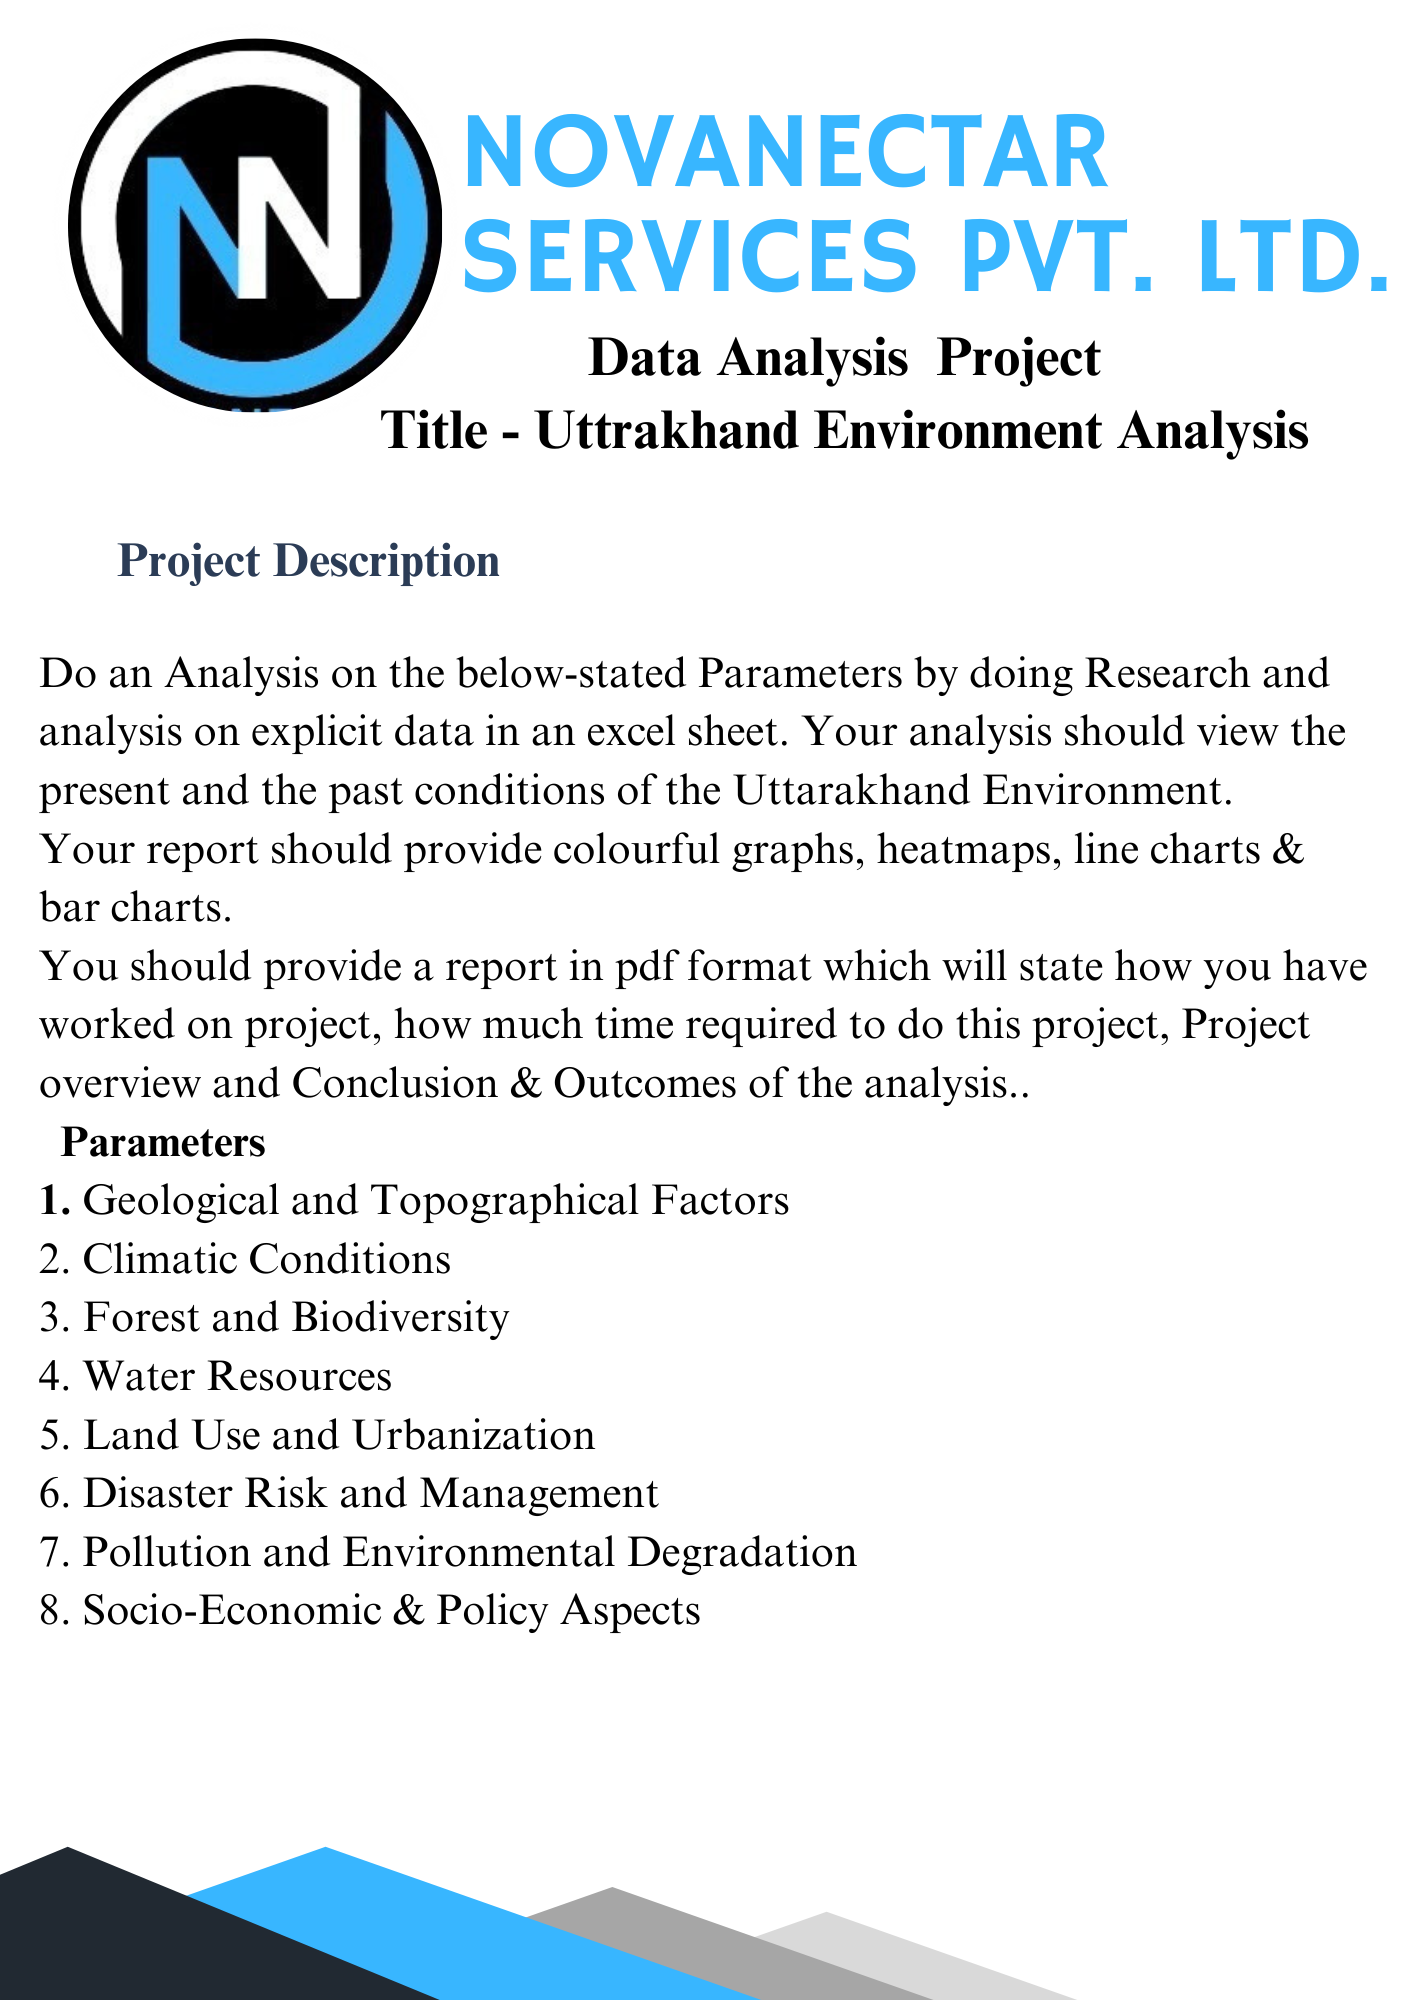 NN
NOVANECTAR
SERVICES PVT. LTD.
Data Analysis Project
Title - Uttrakhand Environment Analysis
Project Description
Do an Analysis on the below-stated Parameters by doing Research and
analysis on explicit data in an excel sheet. Your analysis should view the
present and the past conditions of the Uttarakhand Environment.
Your report should provide colourful graphs, heatmaps, line charts &
bar charts.
You should provide a report in pdf format which will state how you have
worked on project, how much time required to do this project, Project
overview and Conclusion & Outcomes of the analysis..
Parameters
1. Geological and Topographical Factors
2. Climatic Conditions
3. Forest and Biodiversity
4. Water Resources
5. Land Use and Urbanization
6. Disaster Risk and Management
7. Pollution and Environmental Degradation
8. Socio-Economic & Policy Aspects